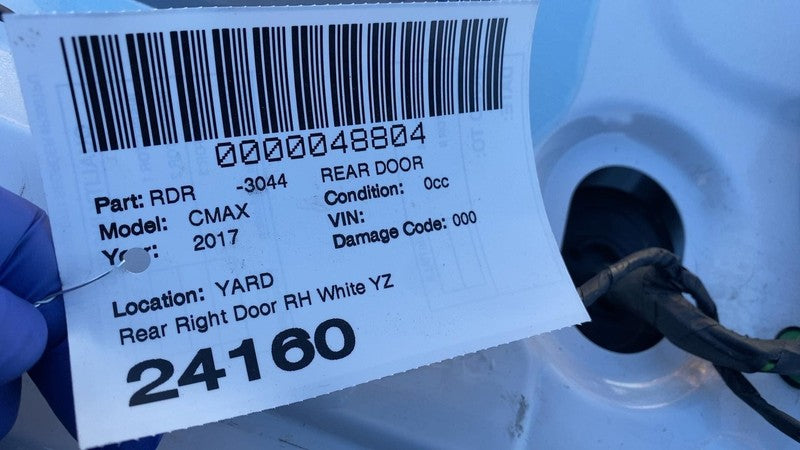 0000048804
Part: RDR -3044 REAR DOOR
Model: CMAX Condition: 0cc
Year: 2017 VIN:
Damage Code: 000
Location: YARD
Rear Right Door RH White YZ
24160